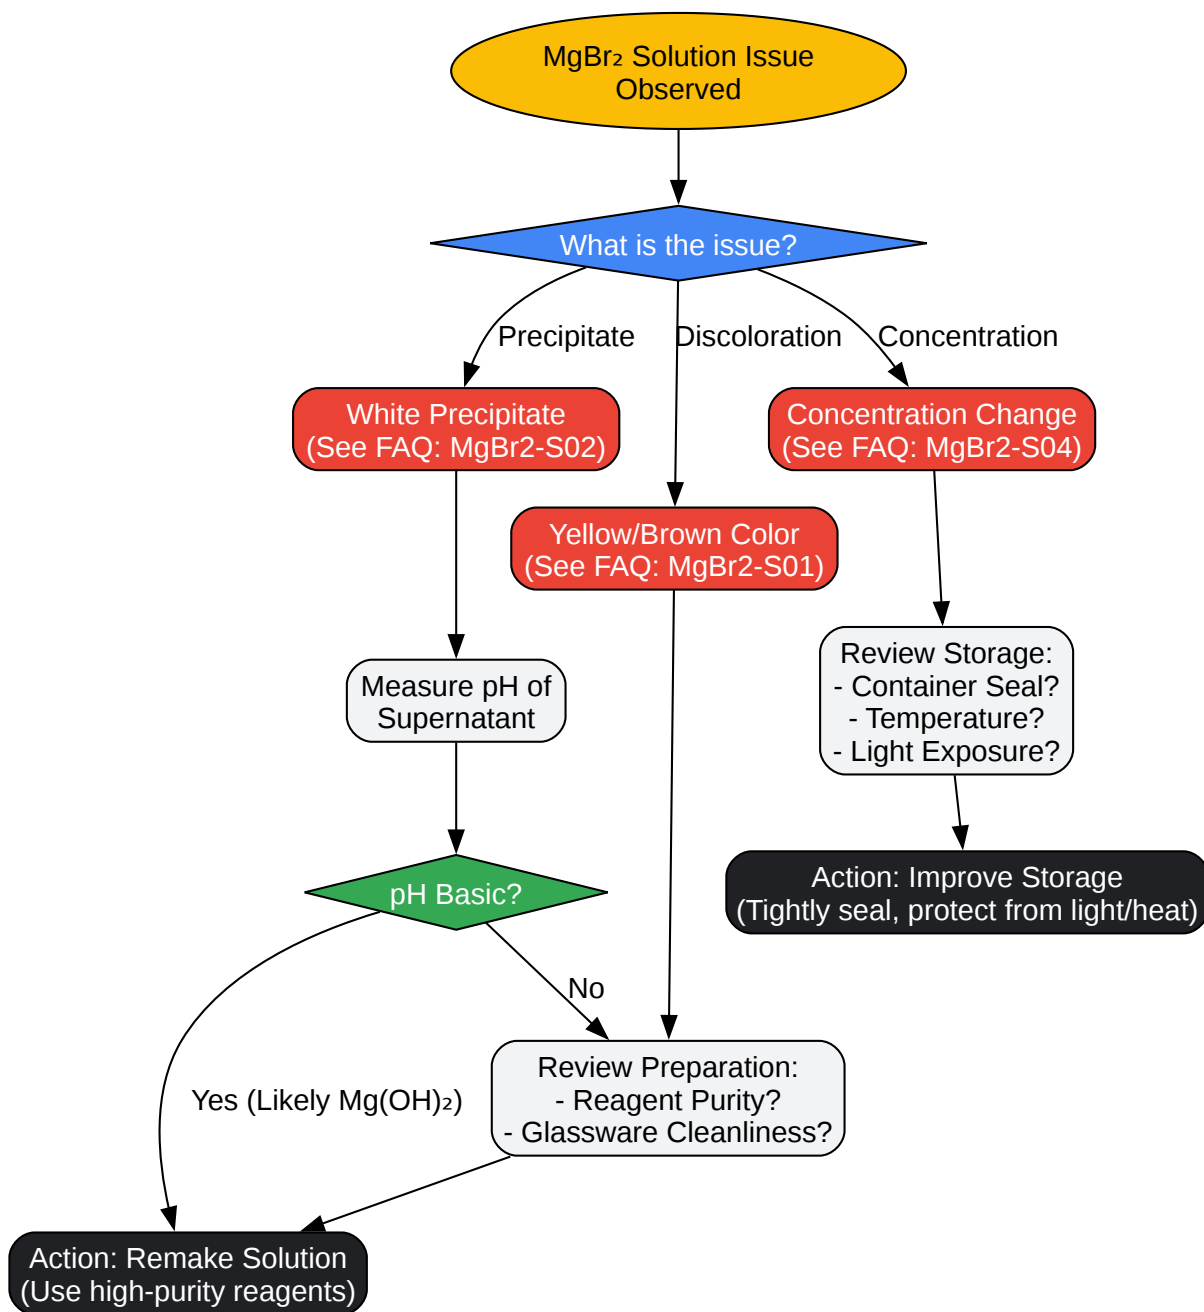 MgBr₂ Solution Issue
Observed
What is the issue?
Precipitate
Discoloration
Concentration
White Precipitate
(See FAQ: MgBr2-S02)
Concentration Change
(See FAQ: MgBr2-S04)
Yellow/Brown Color
(See FAQ: MgBr2-S01)
Review Storage:
- Container Seal?
- Temperature?
- Light Exposure?
Measure pH of
Supernatant
Action: Improve Storage
(Tightly seal, protect from light/heat)
pH Basic?
No
Yes (Likely Mg(OH)₂)
Review Preparation:
- Reagent Purity?
- Glassware Cleanliness?
Action: Remake Solution
(Use high-purity reagents)